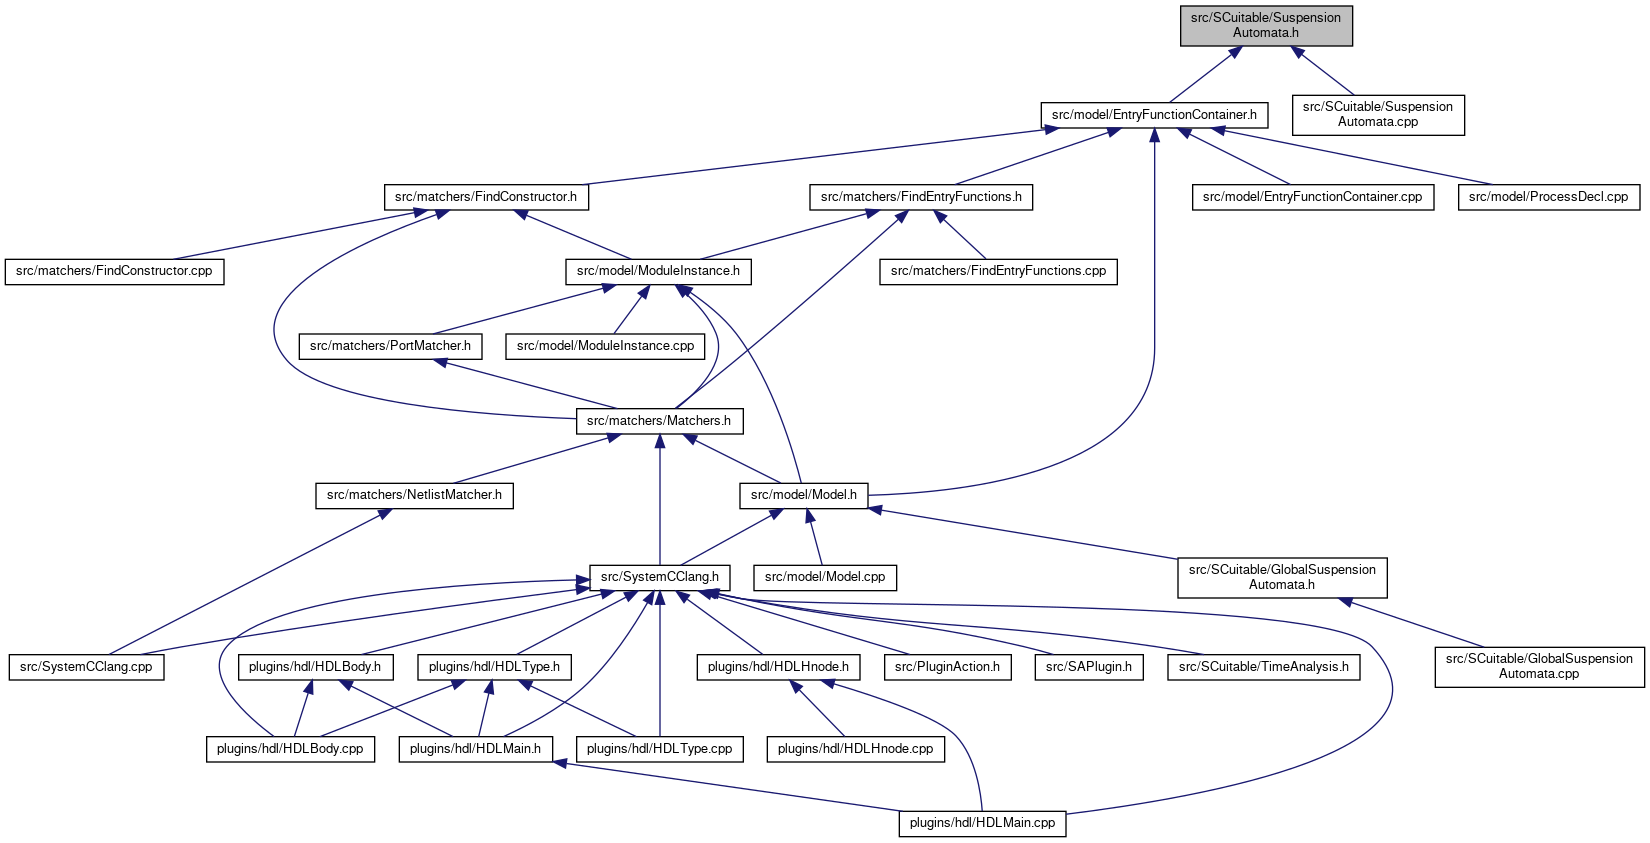 src/SCuitable/Suspension
Automata.h
src/model/EntryFunctionContainer.h
src/SCuitable/Suspension
Automata.cpp
src/matchers/FindConstructor.h
src/matchers/FindEntryFunctions.h
src/model/EntryFunctionContainer.cpp
src/model/ProcessDecl.cpp
src/matchers/FindConstructor.cpp
src/model/ModuleInstance.h
src/matchers/FindEntryFunctions.cpp
src/matchers/PortMatcher.h
src/model/ModuleInstance.cpp
src/matchers/Matchers.h
src/matchers/NetlistMatcher.h
src/model/Model.h
src/SystemCClang.h
src/model/Model.cpp
src/SCuitable/GlobalSuspension
Automata.h
src/SystemCClang.cpp
plugins/hdl/HDLBody.h
plugins/hdl/HDLType.h
plugins/hdl/HDLHnode.h
src/PluginAction.h
src/SAPlugin.h
src/SCuitable/TimeAnalysis.h
src/SCuitable/GlobalSuspension
Automata.cpp
plugins/hdl/HDLBody.cpp
plugins/hdl/HDLMain.h
plugins/hdl/HDLType.cpp
plugins/hdl/HDLHnode.cpp
plugins/hdl/HDLMain.cpp